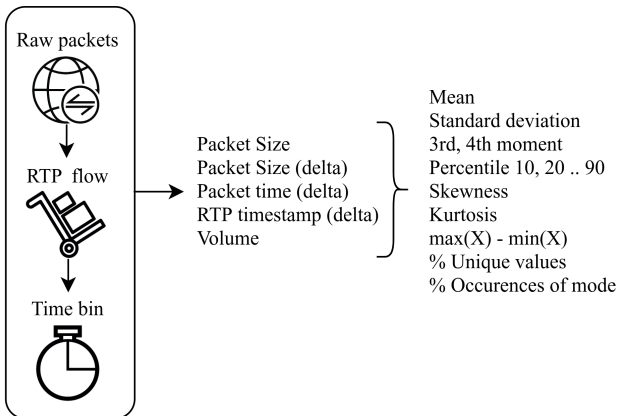 Raw packets
RTP flow
Time bin
Packet Size
Packet Size (delta)
Packet time (delta)
RTP timestamp (delta)
Volume
Mean
Standard deviation
3rd, 4th moment
Percentile 10, 20 .. 90
Skewness
Kurtosis
max(X) - min(X)
% Unique values
% Occurences of mode